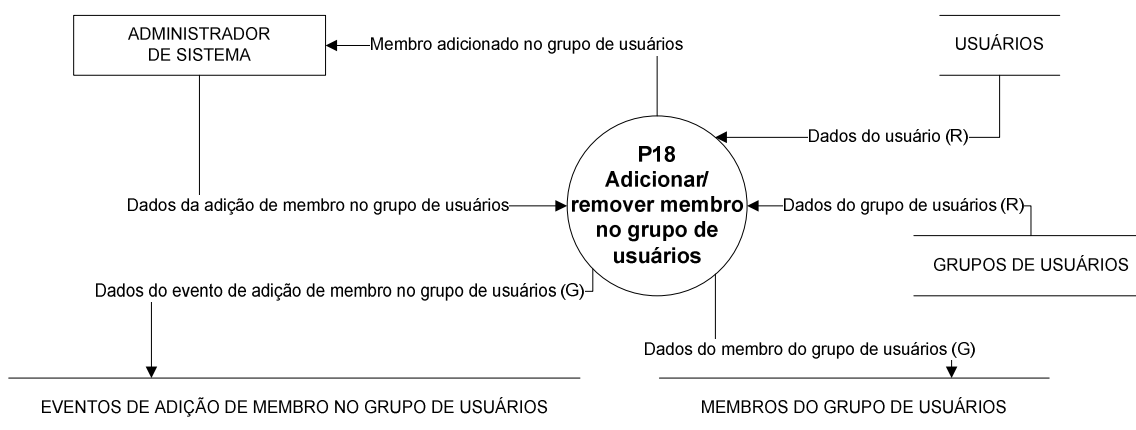 ADMINISTRADOR
DE SISTEMA
Membro adicionado no grupo de usuários
USUÁRIOS
Dados do usuário (R)
P18
Adicionar/
remover membro
no grupo de
usuários
Dados da adição de membro no grupo de usuários
Dados do grupo de usuários (R)
GRUPOS DE USUÁRIOS
Dados do evento de adição de membro no grupo de usuários (G)
Dados do membro do grupo de usuários (G)
EVENTOS DE ADIÇÃO DE MEMBRO NO GRUPO DE USUÁRIOS
MEMBROS DO GRUPO DE USUÁRIOS